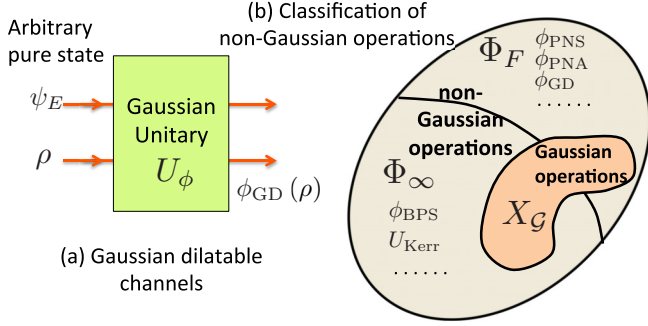 (b) Classification of
non-Gaussian operations
Arbitrary
pure state
ψ_E
ρ
Gaussian
Unitary
U_ϕ
ϕ_GD (ρ)
(a) Gaussian dilatable
channels
Φ_F
ϕ_PNS
ϕ_PNA
ϕ_GD
......
non-
Gaussian
operations
Φ_∞
ϕ_BPS
U_Kerr
......
Gaussian
operations
X_𝒢